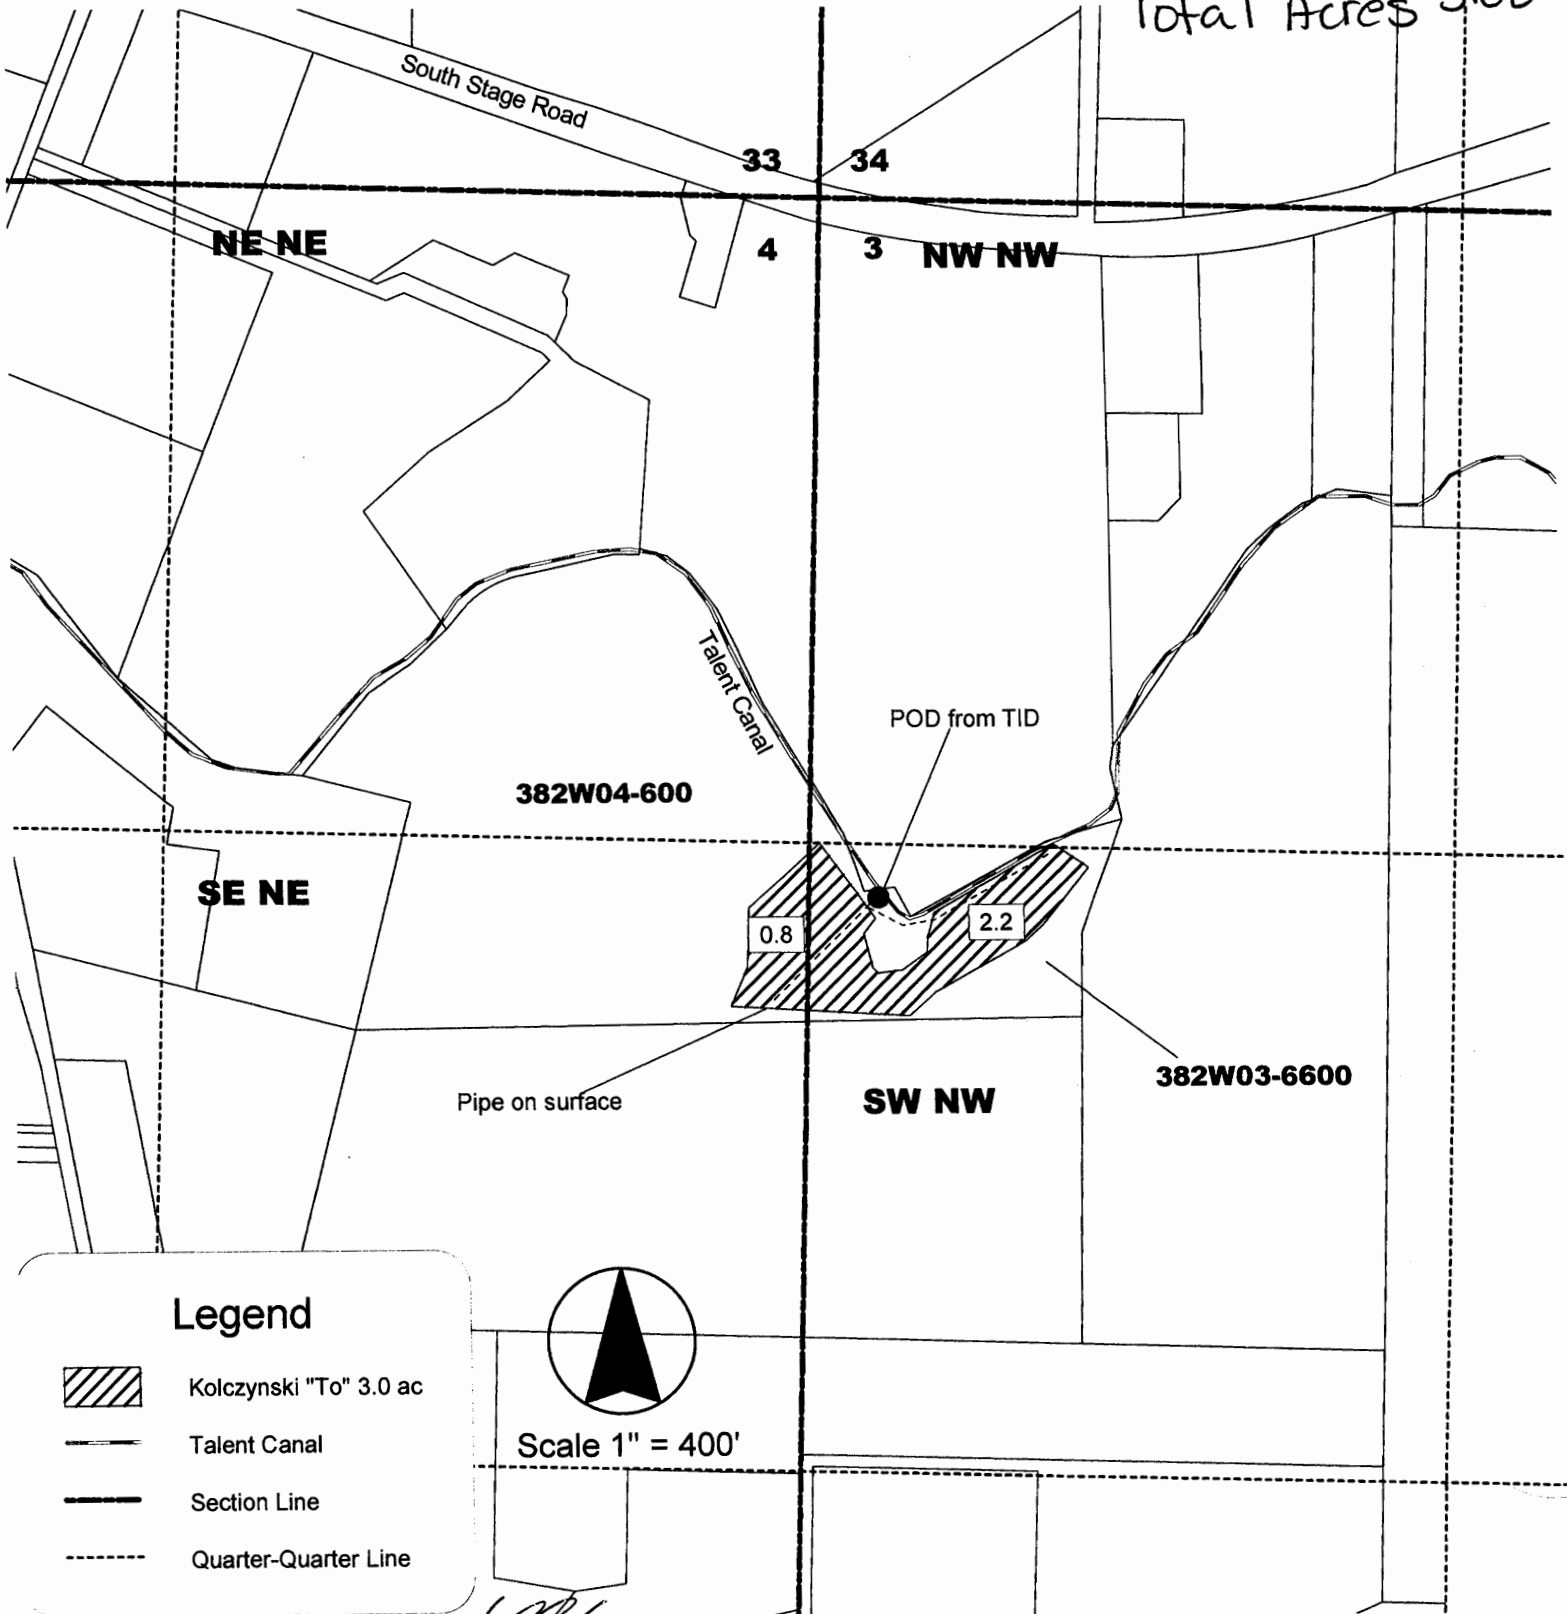 Total Acres
South Stage Road
33
34
NE NE
4
3
NW NW
Talent Canal
POD from TID
382W04-600
SE NE
0.8
2.2
382W03-6600
Pipe on surface
SW NW
Legend
Kolczynski "To" 3.0 ac
Talent Canal
Section Line
Quarter-Quarter Line
Scale 1" = 400'